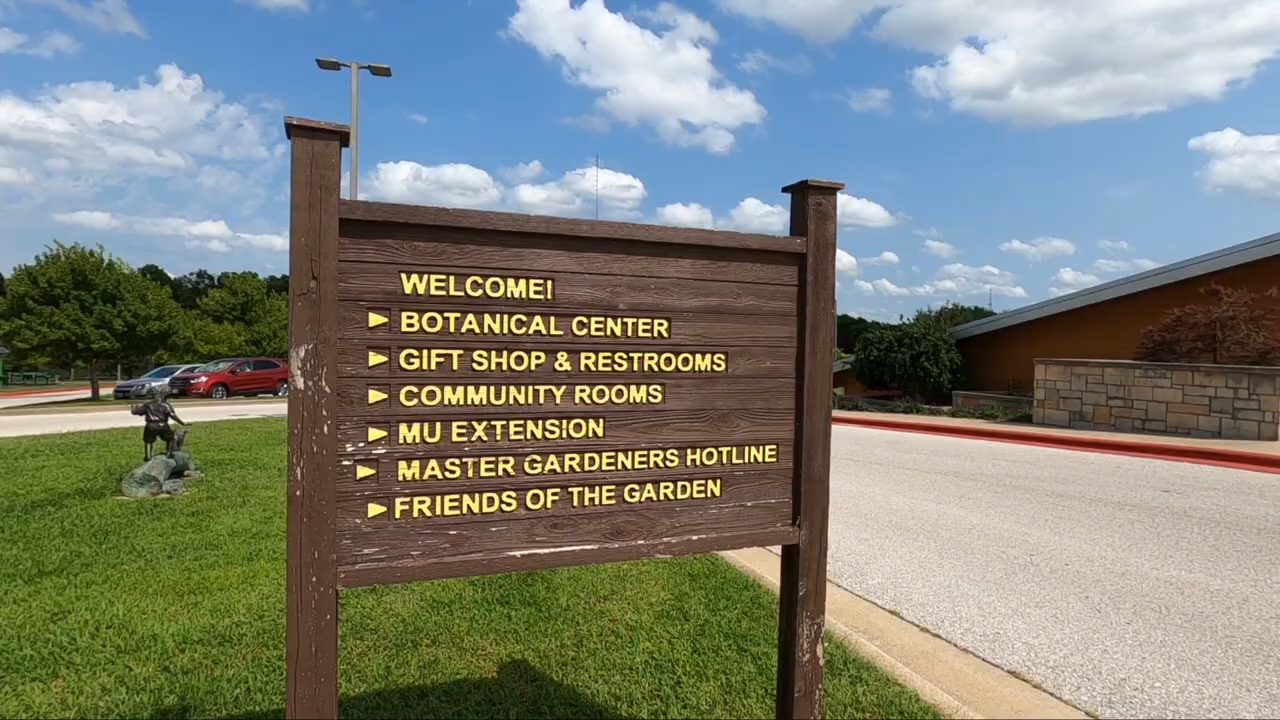 WELCOME!
BOTANICAL CENTER
GIFT SHOP & RESTROOMS
COMMUNITY ROOMS
MU EXTENSION
MASTER GARDENERS HOTLINE
FRIENDS OF THE GARDEN